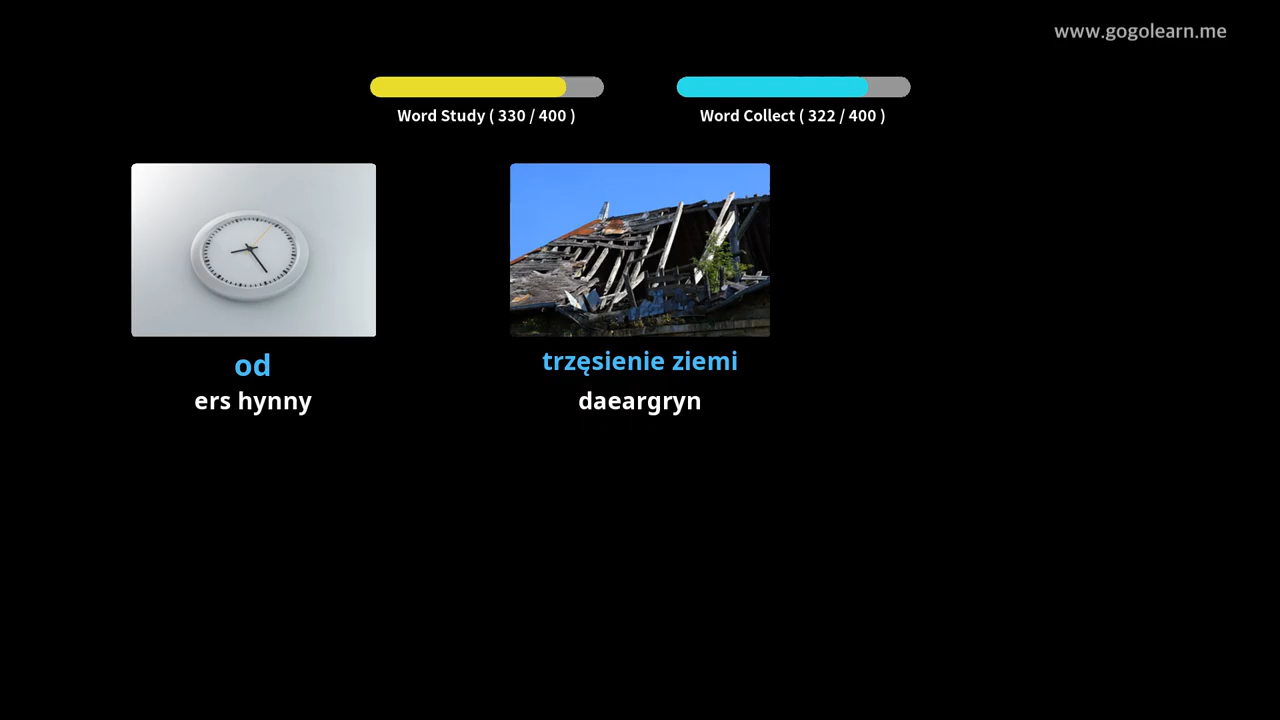 www.gogolearn.me
Word Study ( 330 / 400 )
Word Collect ( 322 / 400 )
od
ers hynny
trzęsienie ziemi
daeargryn